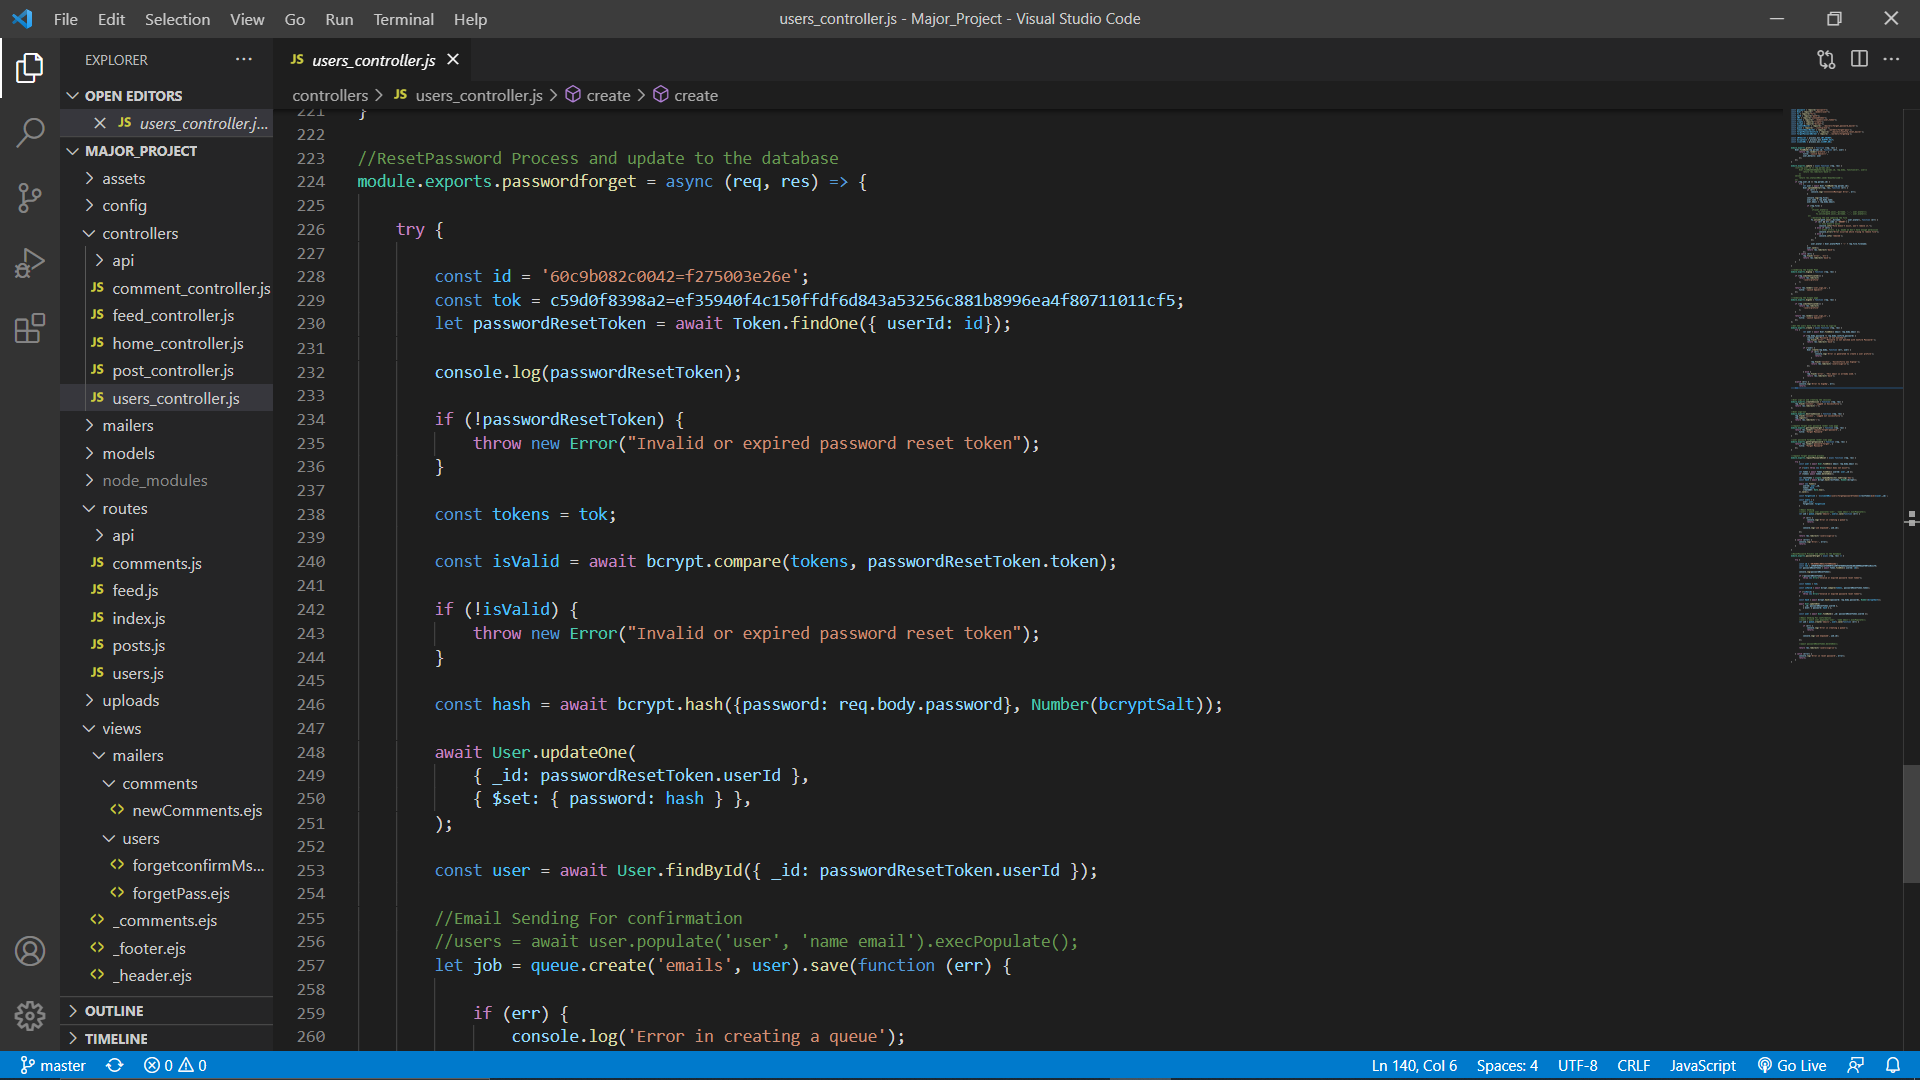 File Edit Selection View Go Run Terminal Help
users_controller.js - Major_Project - Visual Studio Code
EXPLORER
OPEN EDITORS
JS users_controller.j...
MAJOR_PROJECT
assets
config
controllers
api
JS comment_controller.js
JS feed_controller.js
JS home_controller.js
JS post_controller.js
JS users_controller.js
mailers
models
node_modules
routes
api
JS comments.js
JS feed.js
JS index.js
JS posts.js
JS users.js
uploads
views
mailers
comments
<> newComments.ejs
users
<> forgetconfirmMs...
<> forgetPass.ejs
<> _comments.ejs
<> _footer.ejs
<> _header.ejs
OUTLINE
TIMELINE
JS users_controller.js
controllers > JS users_controller.js > create > create
221 }
222
223 //ResetPassword Process and update to the database
224 module.exports.passwordforget = async (req, res) => {
225
226 try {
227
228 const id = '60c9b082c0042=f275003e26e';
229 const tok = c59d0f8398a2=ef35940f4c150ffdf6d843a53256c881b8996ea4f80711011cf5;
230 let passwordResetToken = await Token.findOne({ userId: id});
231
232 console.log(passwordResetToken);
233
234 if (!passwordResetToken) {
235 throw new Error("Invalid or expired password reset token");
236 }
237
238 const tokens = tok;
239
240 const isValid = await bcrypt.compare(tokens, passwordResetToken.token);
241
242 if (!isValid) {
243 throw new Error("Invalid or expired password reset token");
244 }
245
246 const hash = await bcrypt.hash({password: req.body.password}, Number(bcryptSalt));
247
248 await User.updateOne(
249 { _id: passwordResetToken.userId },
250 { $set: { password: hash } },
251 );
252
253 const user = await User.findById({ _id: passwordResetToken.userId });
254
255 //Email Sending For confirmation
256 //users = await user.populate('user', 'name email').execPopulate();
257 let job = queue.create('emails', user).save(function (err) {
258
259 if (err) {
260 console.log('Error in creating a queue');
master 0 0 Ln 140, Col 6 Spaces: 4 UTF-8 CRLF JavaScript Go Live